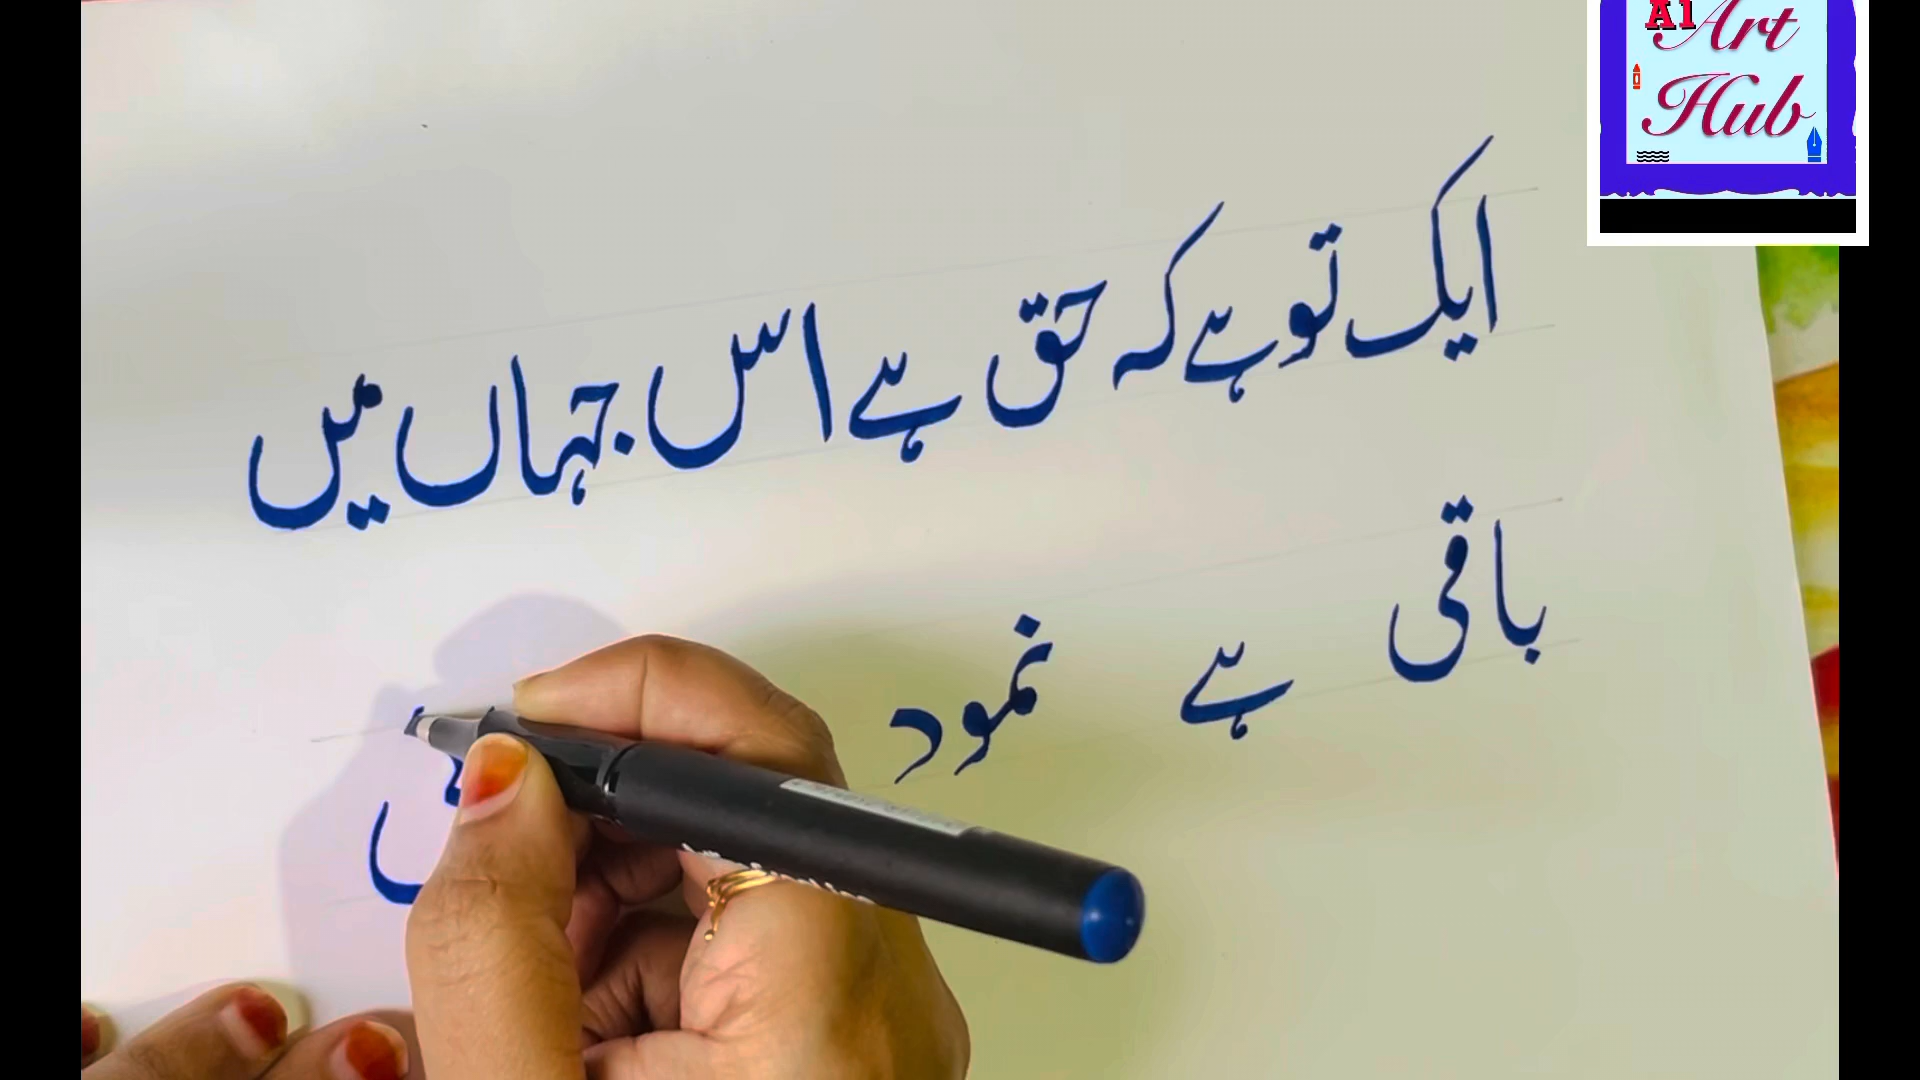 A1 Art
Hub
ایک تو ہے کہ حق ہے اس جہاں میں
باقی ہے نمود